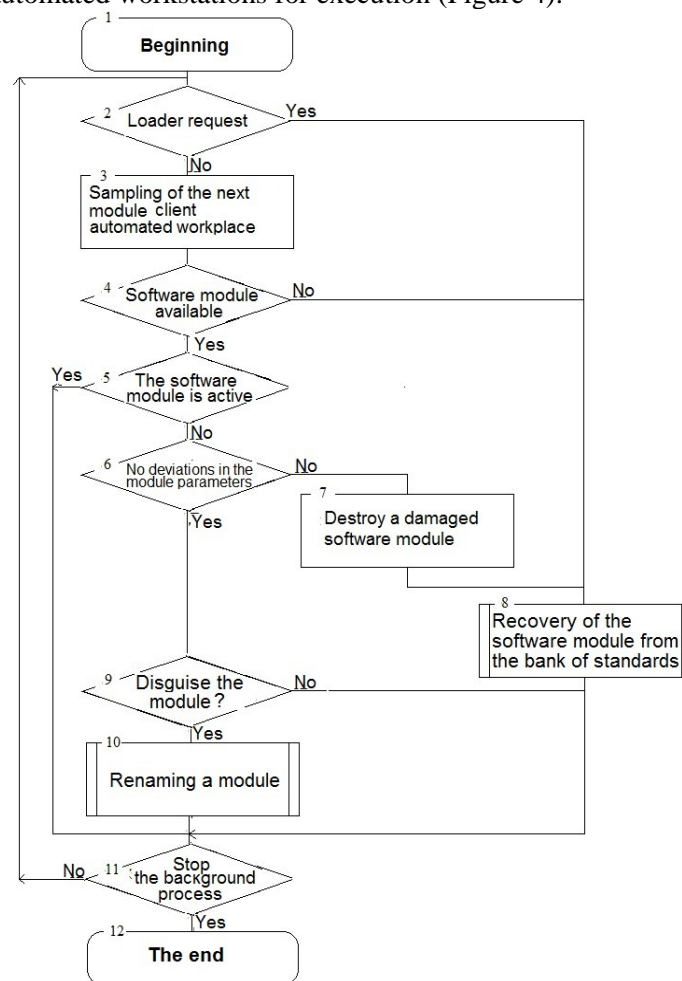 automated workstations for execution (Figure 4).
1
Beginning
2
Loader request
Yes
No
3
Sampling of the next
module client
automated workplace
4
Software module
available
No
Yes
Yes
5
The software
module is active
No
6
No deviations in the
module parameters
No
Yes
7
Destroy a damaged
software module
8
Recovery of the
software module from
the bank of standards
9
Disguise the
module?
No
Yes
10
Renaming a module
No
11
Stop
the background
process
Yes
12
The end